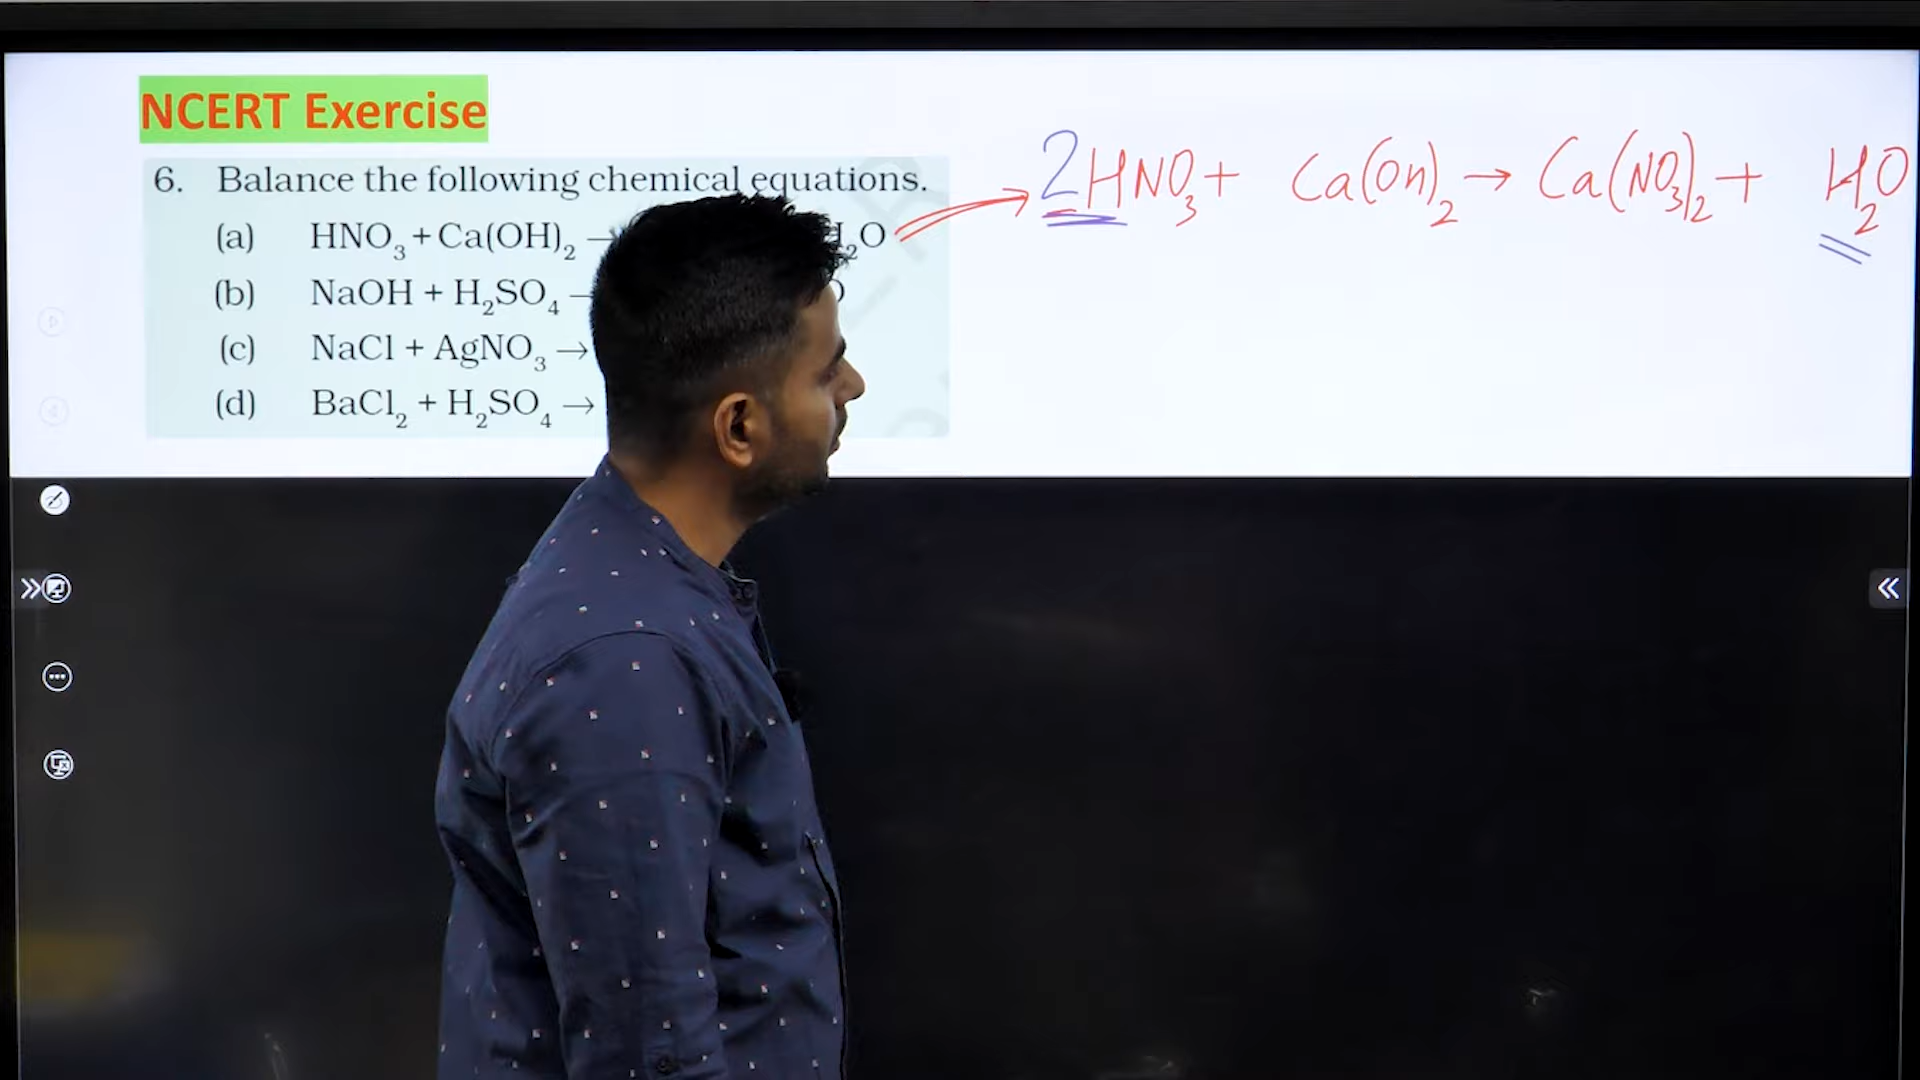 NCERT Exercise
6. Balance the following chemical equations.
(a) HNO₃ + Ca(OH)₂ → ₂O
(b) NaOH + H₂SO₄
(c) NaCl + AgNO₃ →
(d) BaCl₂ + H₂SO₄ →
2HNO₃ + Ca(OH)₂ → Ca(NO₃)₂ + H₂O